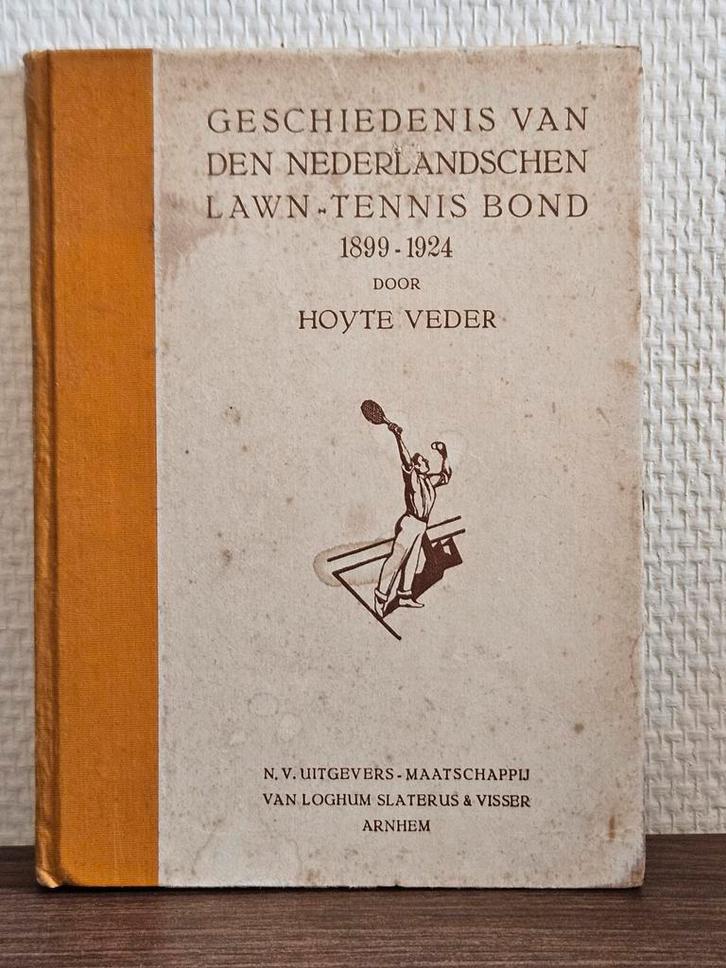 GESCHIEDENIS VAN
DEN NEDERLANDSCHEN
LAWN-TENNIS BOND
1899-1924
DOOR
HOYTE VEDER
N.V. UITGEVERS-MAATSCHAPPIJ
VAN LOGHUM SLATERUS & VISSER
ARNHEM